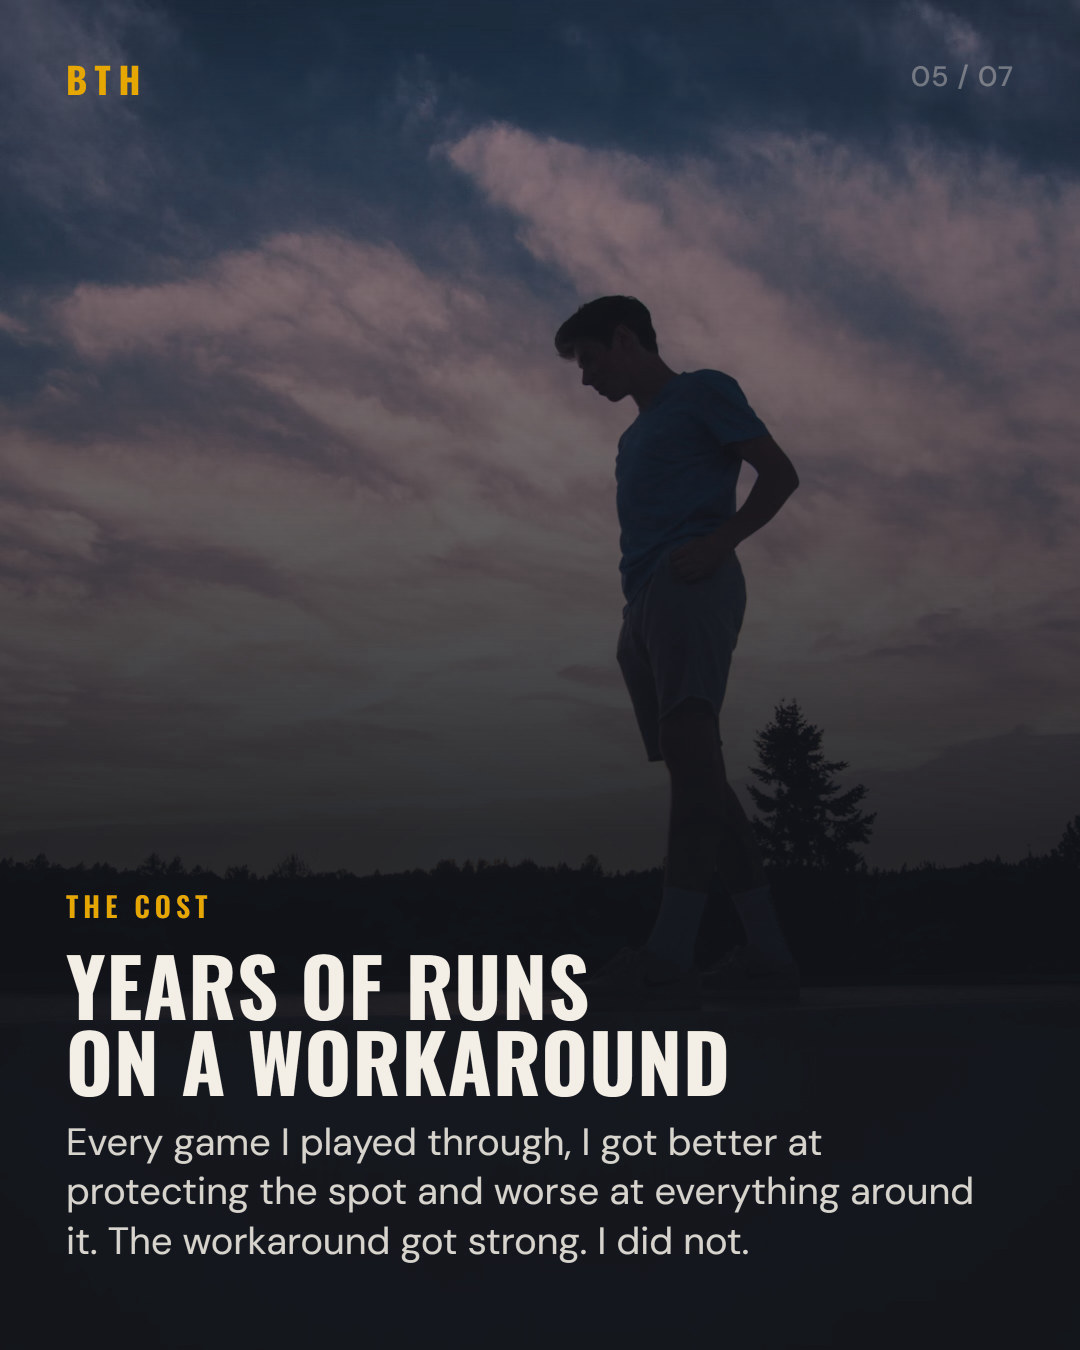 BTH
05 / 07
THE COST
YEARS OF RUNS
ON A WORKAROUND
Every game I played through, I got better at
protecting the spot and worse at everything around
it. The workaround got strong. I did not.